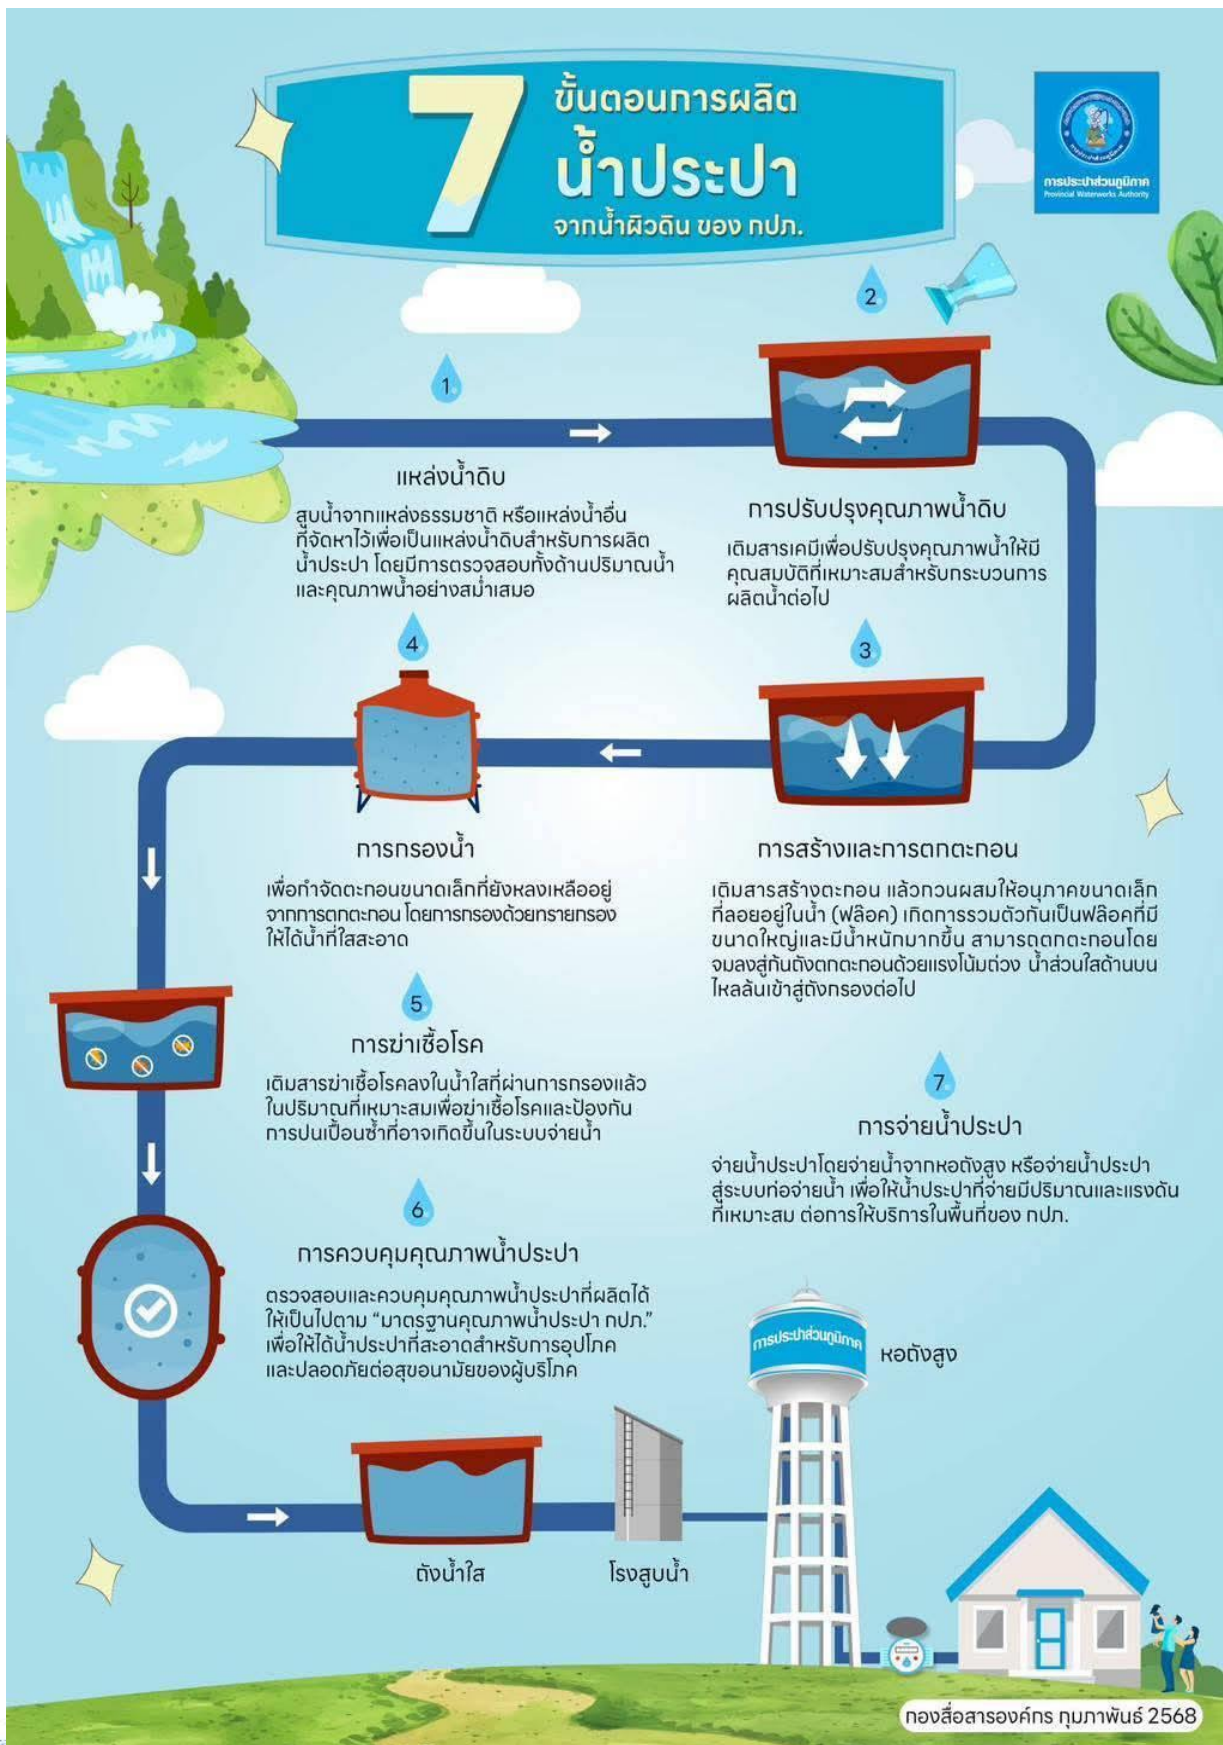 7
ขั้นตอนการผลิต
น้ำประปา
จากน้ำผิวดิน ของ กปภ.
การประปาส่วนภูมิภาค
Provincial Waterworks Authority
1.
แหล่งน้ำดิบ
สูบน้ำจากแหล่งธรรมชาติ หรือแหล่งน้ำอื่น
ที่จัดหาไว้เพื่อเป็นแหล่งน้ำดิบสำหรับการผลิต
น้ำประปา โดยมีการตรวจสอบทั้งด้านปริมาณน้ำ
และคุณภาพน้ำอย่างสม่ำเสมอ
2.
การปรับปรุงคุณภาพน้ำดิบ
เติมสารเคมีเพื่อปรับปรุงคุณภาพน้ำให้มี
คุณสมบัติที่เหมาะสมสำหรับกระบวนการ
ผลิตน้ำต่อไป
3.
การสร้างและการตกตะกอน
เติมสารสร้างตะกอน แล้วกวนผสมให้อนุภาคขนาดเล็ก
ที่ลอยอยู่ในน้ำ (ฟล๊อค) เกิดการรวมตัวกันเป็นฟล๊อคที่มี
ขนาดใหญ่และมีน้ำหนักมากขึ้น สามารถตกตะกอนโดย
จมลงสู่ก้นถังตกตะกอนด้วยแรงโน้มถ่วง น้ำส่วนใสด้านบน
ไหลล้นเข้าสู่ถังกรองต่อไป
4.
การกรองน้ำ
เพื่อกำจัดตะกอนขนาดเล็กที่ยังหลงเหลืออยู่
จากการตกตะกอน โดยการกรองด้วยทรายกรอง
ให้ได้น้ำที่ใสสะอาด
5.
การฆ่าเชื้อโรค
เติมสารฆ่าเชื้อโรคลงในน้ำใสที่ผ่านการกรองแล้ว
ในปริมาณที่เหมาะสมเพื่อฆ่าเชื้อโรคและป้องกัน
การปนเปื้อนซ้ำที่อาจเกิดขึ้นในระบบจ่ายน้ำ
6.
การควบคุมคุณภาพน้ำประปา
ตรวจสอบและควบคุมคุณภาพน้ำประปาที่ผลิตได้
ให้เป็นไปตาม “มาตรฐานคุณภาพน้ำประปา กปภ.”
เพื่อให้ได้น้ำประปาที่สะอาดสำหรับการอุปโภค
และปลอดภัยต่อสุขอนามัยของผู้บริโภค
7.
การจ่ายน้ำประปา
จ่ายน้ำประปาโดยจ่ายน้ำจากหอถังสูง หรือจ่ายน้ำประปา
สู่ระบบท่อจ่ายน้ำ เพื่อให้น้ำประปาที่จ่ายมีปริมาณและแรงดัน
ที่เหมาะสม ต่อการให้บริการในพื้นที่ของ กปภ.
การประปาส่วนภูมิภาค
หอถังสูง
ถังน้ำใส
โรงสูบน้ำ
กองสื่อสารองค์กร กุมภาพันธ์ 2568